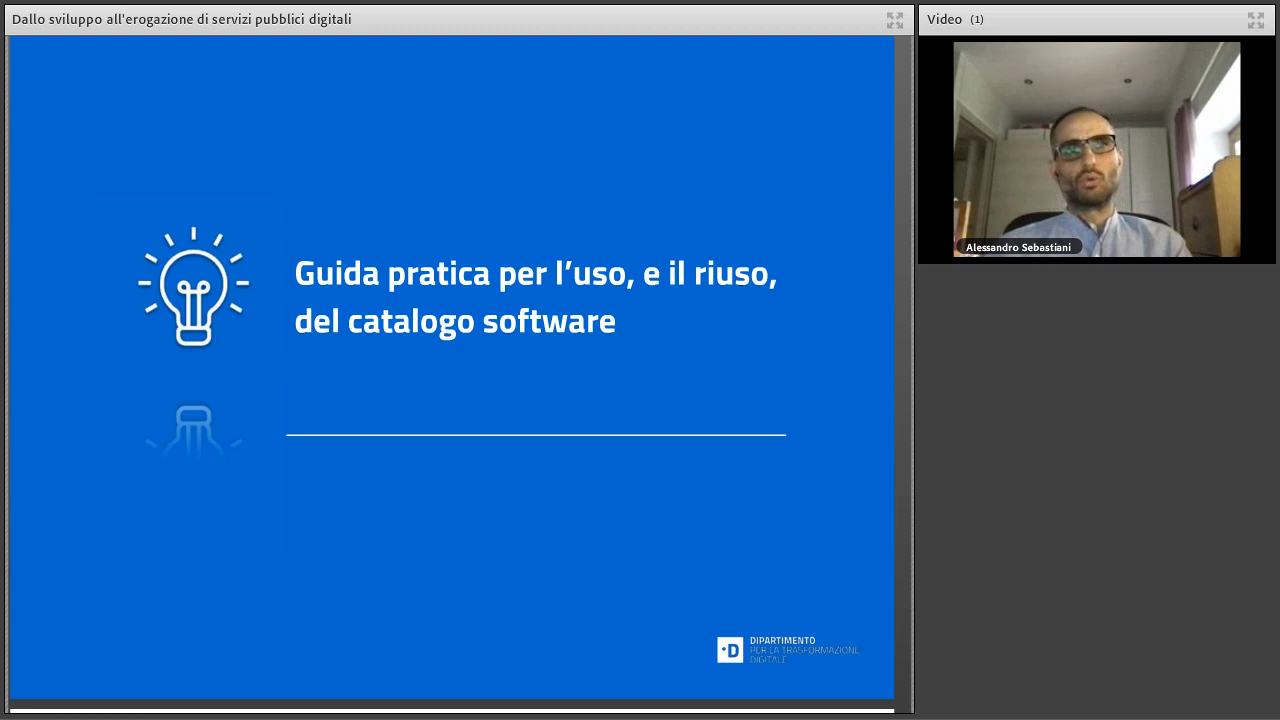 Dallo sviluppo all'erogazione di servizi pubblici digitali
Video (1)
Guida pratica per l’uso, e il riuso,
del catalogo software
Alessandro Sebastiani
DIPARTIMENTO
PER LA TRASFORMAZIONE
DIGITALE